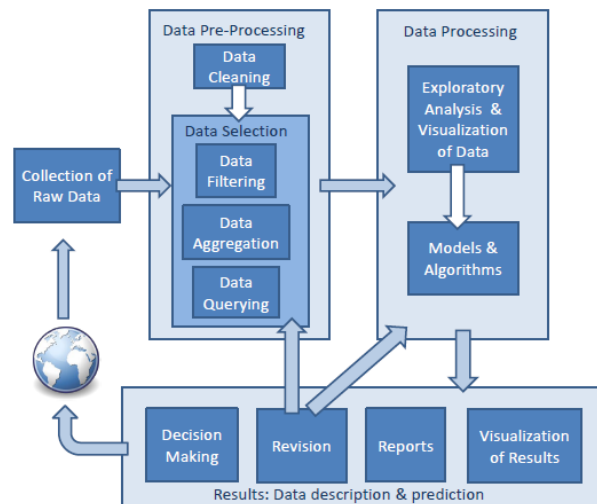 Data Pre-Processing
Data
Cleaning
Data Selection
Data
Filtering
Data
Aggregation
Data
Querying
Data Processing
Exploratory
Analysis &
Visualization
of Data
Models &
Algorithms
Collection of
Raw Data
Decision
Making
Revision
Reports
Visualization
of Results
Results: Data description & prediction